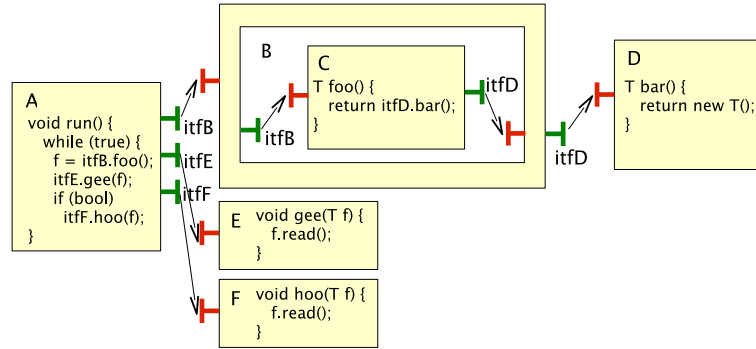 A
void run() {
while (true) {
f = itfB.foo();
itfE.gee(f);
if (bool)
itfF.hoo(f);
}
itfB
itfE
itfF
B
itfB
C
T foo() {
return itfD.bar();
}
itfD
itfD
D
T bar() {
return new T();
}
E
void gee(T f) {
f.read();
}
F
void hoo(T f) {
f.read();
}